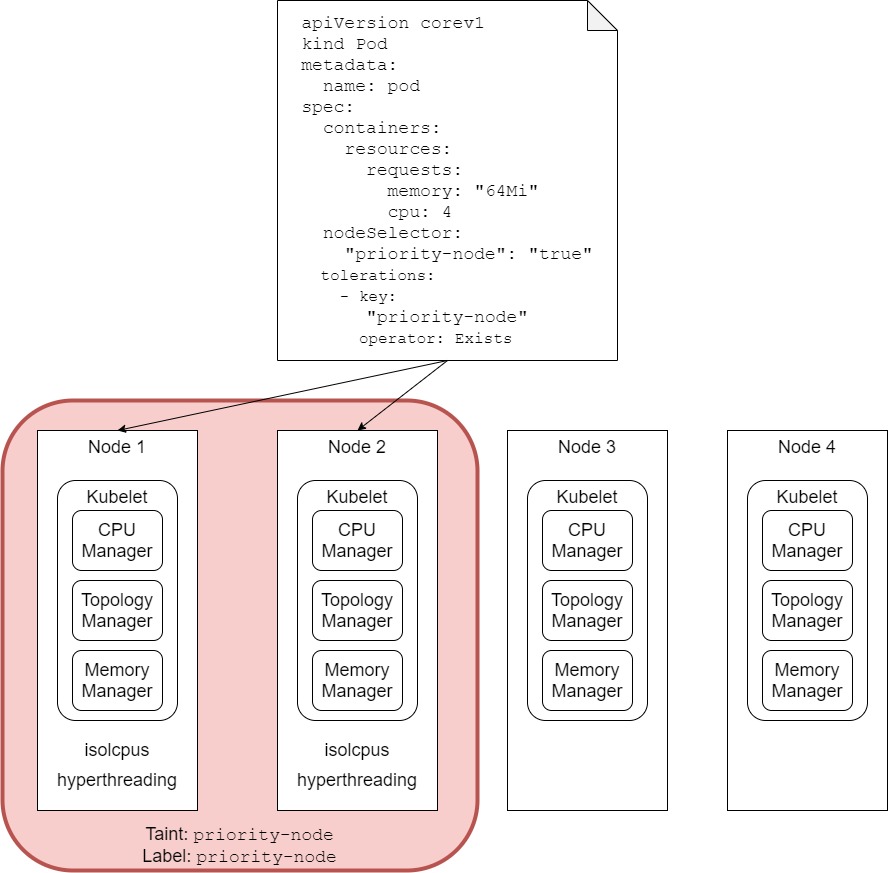 apiVersion corev1
kind Pod
metadata:
name: pod
spec:
containers:
resources:
requests:
memory: "64Mi"
cpu: 4
nodeSelector:
"priority-node": "true"
tolerations:
- key:
"priority-node"
operator: Exists
Node 1
Kubelet
CPU
Manager
Topology
Manager
Memory
Manager
isolcpus
hyperthreading
Node 2
Kubelet
CPU
Manager
Topology
Manager
Memory
Manager
isolcpus
hyperthreading
Taint: priority-node
Label: priority-node
Node 3
Kubelet
CPU
Manager
Topology
Manager
Memory
Manager
Node 4
Kubelet
CPU
Manager
Topology
Manager
Memory
Manager